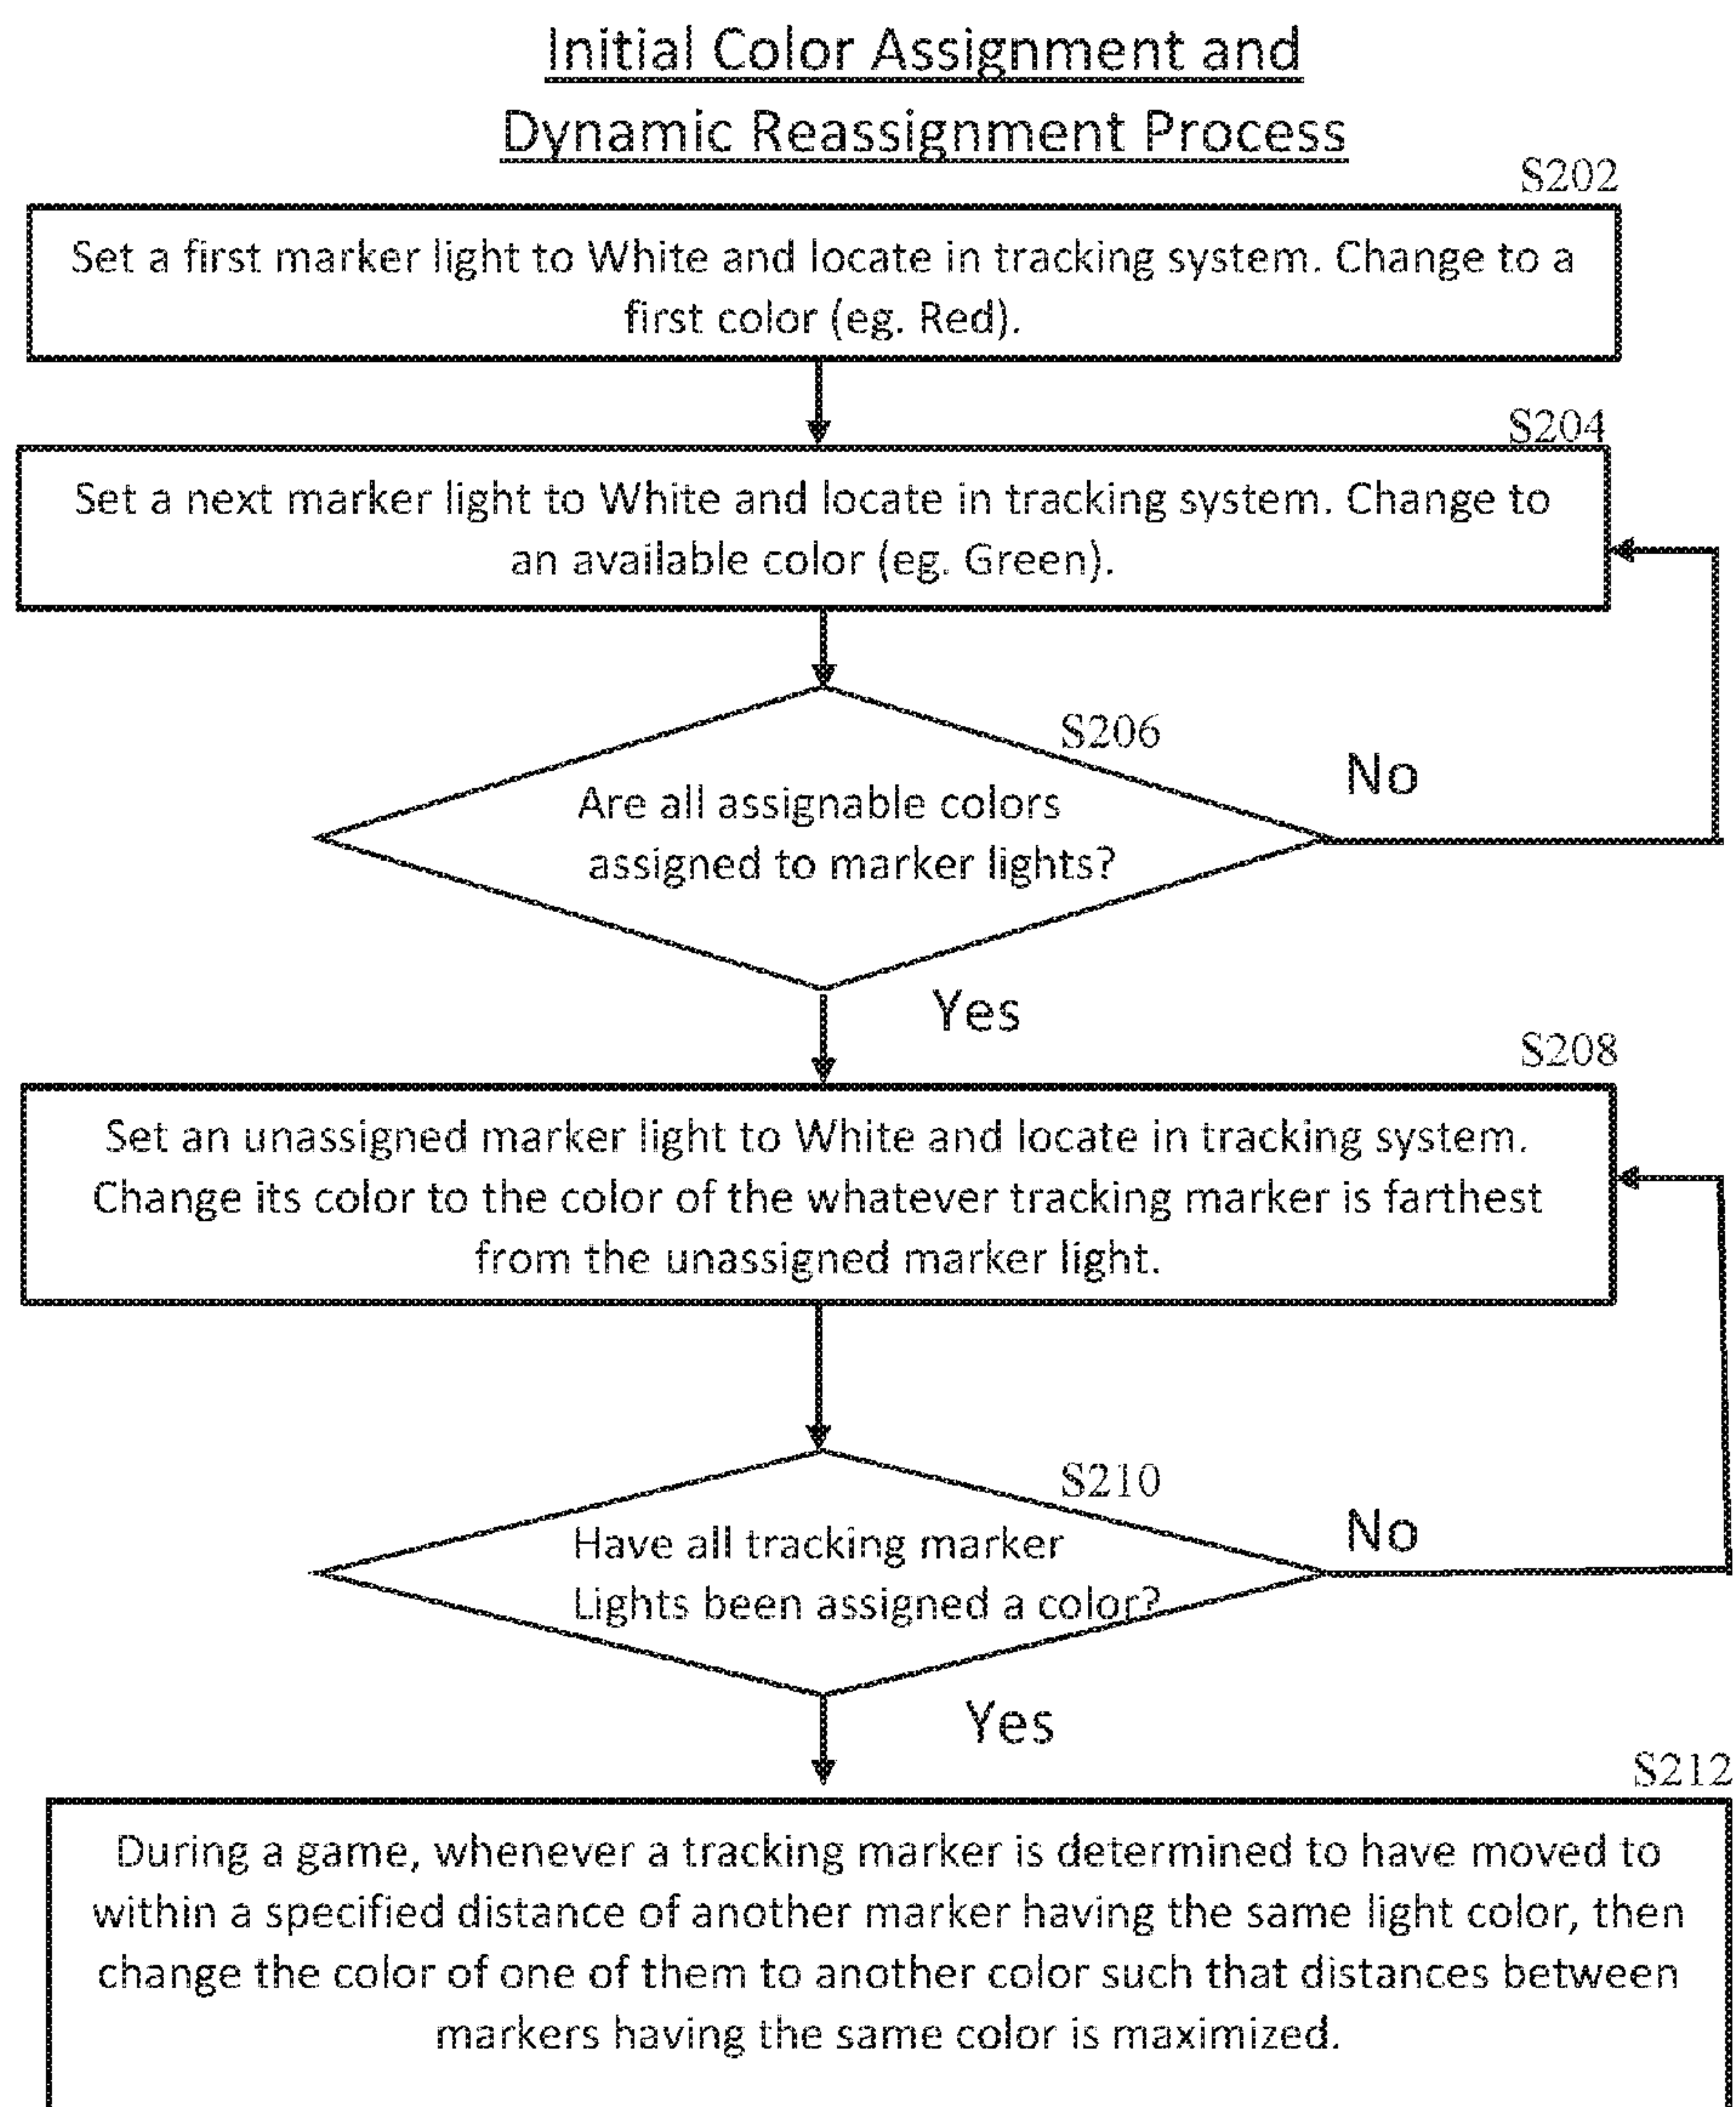 Initial Color Assignment and
Dynamic Reassignment Process
S202
Set a first marker light to White and locate in tracking system. Change to a
first color (eg. Red).
S204
Set a next marker light to White and locate in tracking system. Change to
an available color (eg. Green).
S206
No
Are all assignable colors
assigned to marker lights?
Yes
S208
Set an unassigned marker light to White and locate in tracking system.
Change its color to the color of the whatever tracking marker is farthest
from the unassigned marker light.
S210
No
Have all tracking marker
Lights been assigned a color?
Yes
S212
During a game, whenever a tracking marker is determined to have moved to
within a specified distance of another marker having the same light color, then
change the color of one of them to another color such that distances between
markers having the same color is maximized.